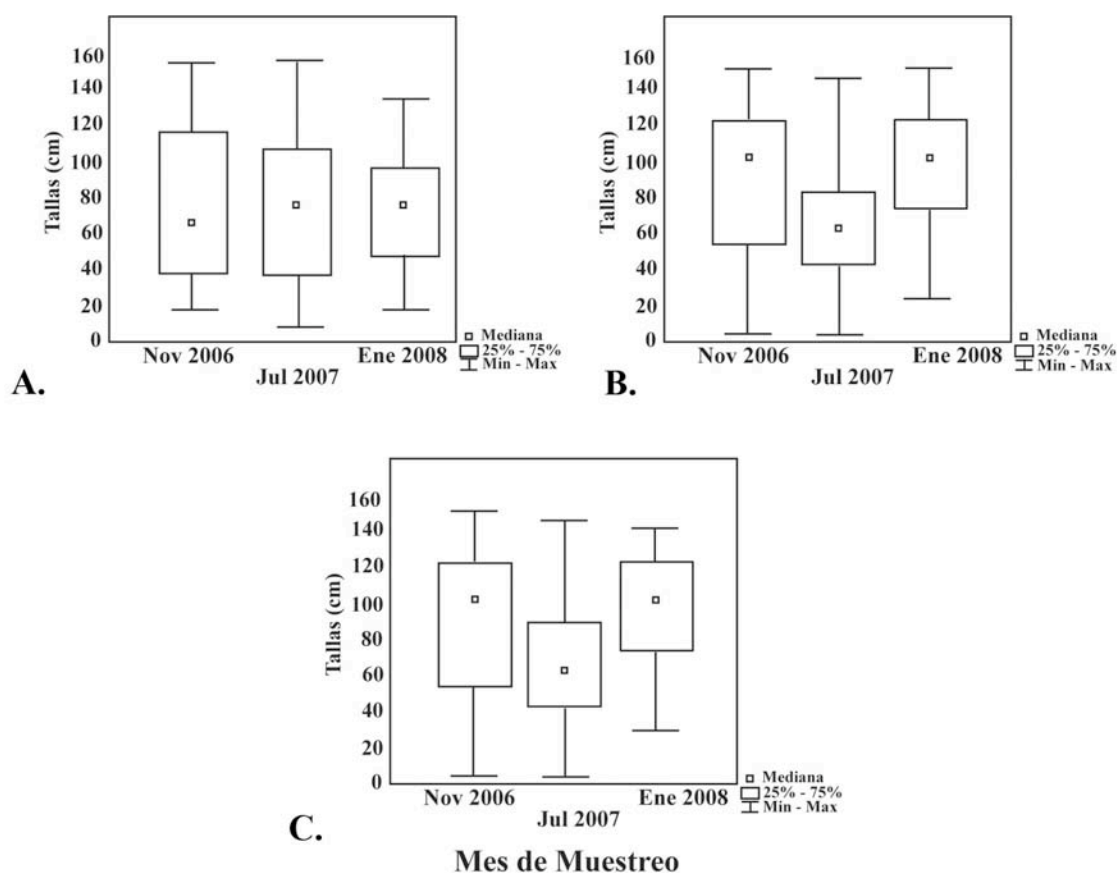 160
140
120
100
80
60
40
20
0
Tallas (cm)
Nov 2006
Jul 2007
Ene 2008
Mediana
25% - 75%
Min - Max
A.
160
140
120
100
80
60
40
20
0
Tallas (cm)
Nov 2006
Jul 2007
Ene 2008
Mediana
25% - 75%
Min - Max
B.
160
140
120
100
80
60
40
20
0
Tallas (cm)
Nov 2006
Jul 2007
Ene 2008
Mediana
25% - 75%
Min - Max
C.
Mes de Muestreo